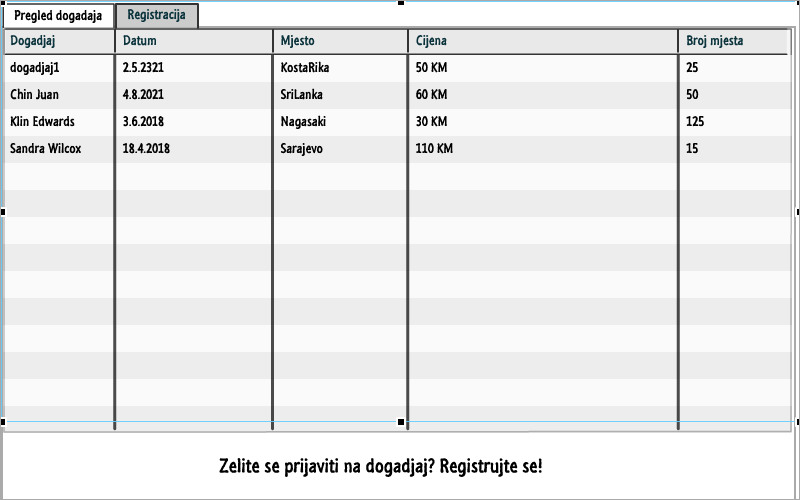 Pregled dogadaja Registracija
Dogadjaj Datum Mjesto Cijena Broj mjesta
dogadjaj1 2.5.2321 KostaRika 50 KM 25
Chin Juan 4.8.2021 SriLanka 60 KM 50
Klin Edwards 3.6.2018 Nagasaki 30 KM 125
Sandra Wilcox 18.4.2018 Sarajevo 110 KM 15
Zelite se prijaviti na dogadjaj? Registrujte se!